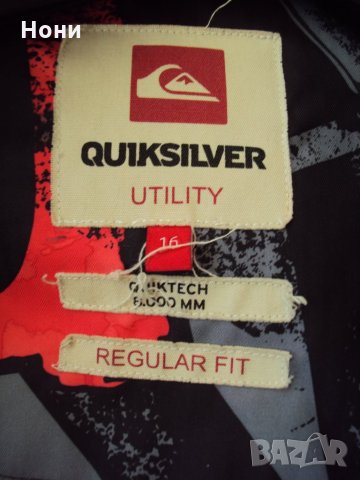 Нони
QUIKSILVER
UTILITY
16
QUIKTECH
8.000 MM
REGULAR FIT
BAZAR